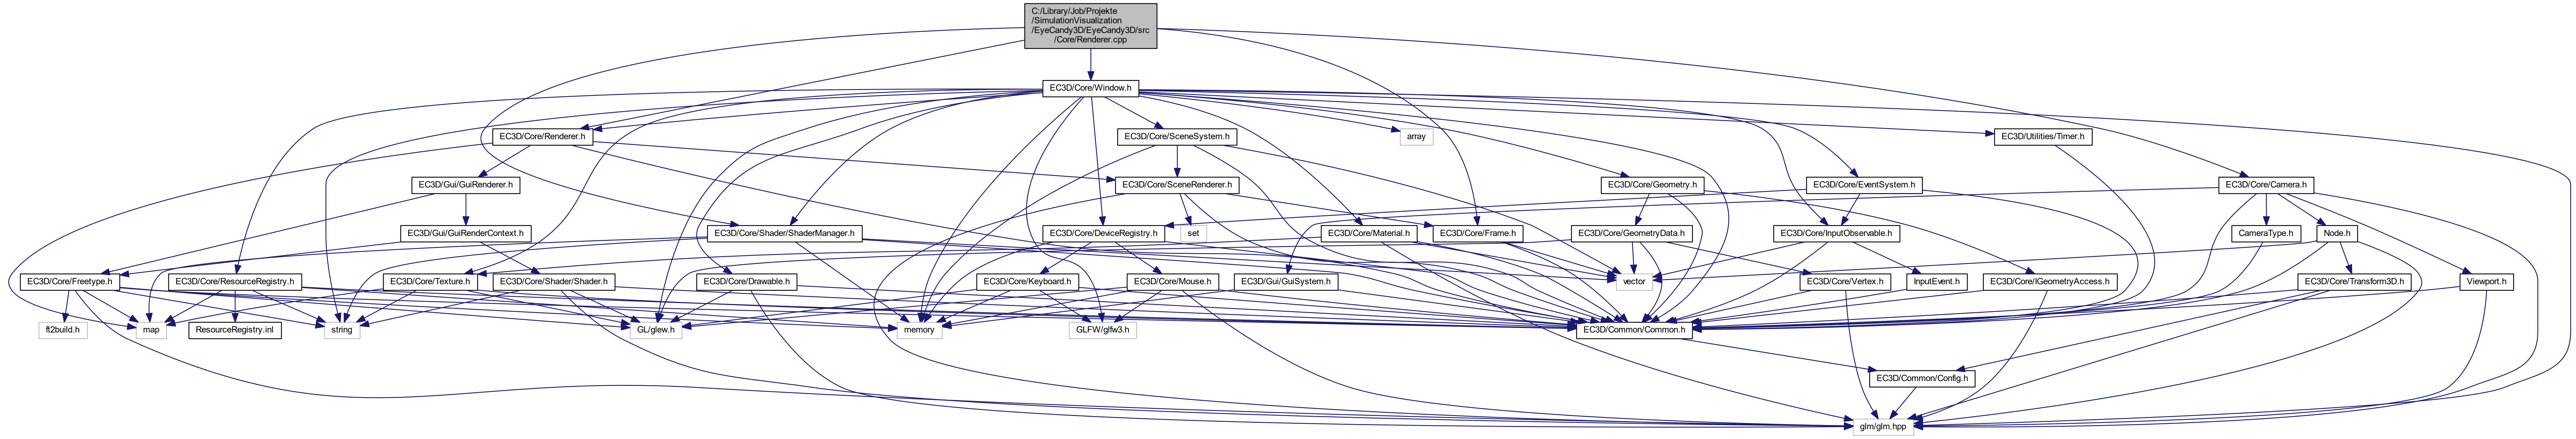 C:/Library/Job/Projekte
/SimulationVisualization
/EyeCandy3D/EyeCandy3D/src
/Core/Renderer.cpp
EC3D/Core/Window.h
EC3D/Core/Renderer.h
EC3D/Core/SceneSystem.h
array
EC3D/Utilities/Timer.h
EC3D/Gui/GuiRenderer.h
EC3D/Core/SceneRenderer.h
EC3D/Core/Geometry.h
EC3D/Core/EventSystem.h
EC3D/Core/Camera.h
EC3D/Gui/GuiRenderContext.h
EC3D/Core/Shader/ShaderManager.h
EC3D/Core/DeviceRegistry.h
set
EC3D/Core/Material.h
EC3D/Core/Frame.h
EC3D/Core/GeometryData.h
EC3D/Core/InputObservable.h
CameraType.h
Node.h
EC3D/Core/Freetype.h
EC3D/Core/ResourceRegistry.h
EC3D/Core/Texture.h
EC3D/Core/Shader/Shader.h
EC3D/Core/Drawable.h
EC3D/Core/Keyboard.h
EC3D/Core/Mouse.h
EC3D/Gui/GuiSystem.h
vector
EC3D/Core/Vertex.h
InputEvent.h
EC3D/Core/IGeometryAccess.h
EC3D/Core/Transform3D.h
Viewport.h
ft2build.h
map
ResourceRegistry.inl
string
GL/glew.h
memory
GLFW/glfw3.h
EC3D/Common/Common.h
EC3D/Common/Config.h
glm/glm.hpp